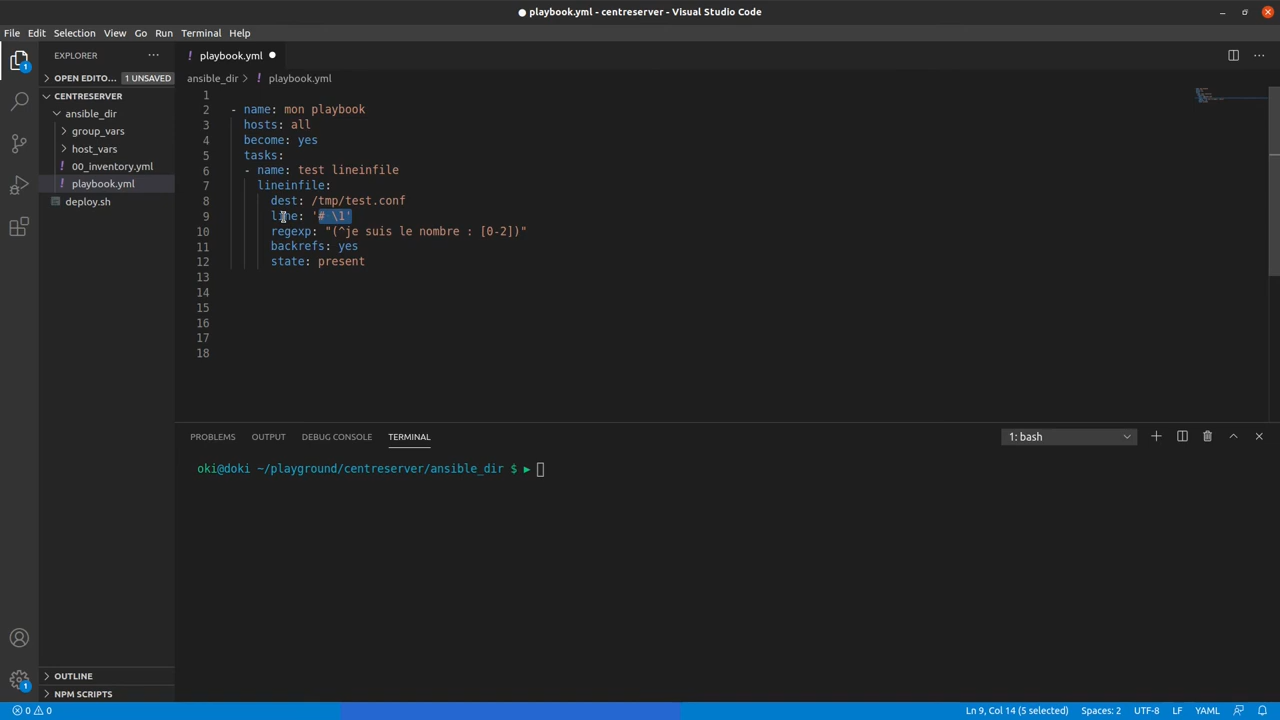 ● playbook.yml - centreserver - Visual Studio Code
File Edit Selection View Go Run Terminal Help
EXPLORER
! playbook.yml ●
OPEN EDITO... 1 UNSAVED
ansible_dir > ! playbook.yml
CENTRESERVER
ansible_dir
group_vars
host_vars
! 00_inventory.yml
! playbook.yml
deploy.sh
1
2 - name: mon playbook
3 hosts: all
4 become: yes
5 tasks:
6 - name: test lineinfile
7 lineinfile:
8 dest: /tmp/test.conf
9 line: '# \1'
10 regexp: "(^je suis le nombre : [0-2])"
11 backrefs: yes
12 state: present
13
14
15
16
17
18
PROBLEMS OUTPUT DEBUG CONSOLE TERMINAL 1: bash
oki@doki ~/playground/centreserver/ansible_dir $ ►
1
1
OUTLINE
NPM SCRIPTS
0 0 Ln 9, Col 14 (5 selected) Spaces: 2 UTF-8 LF YAML